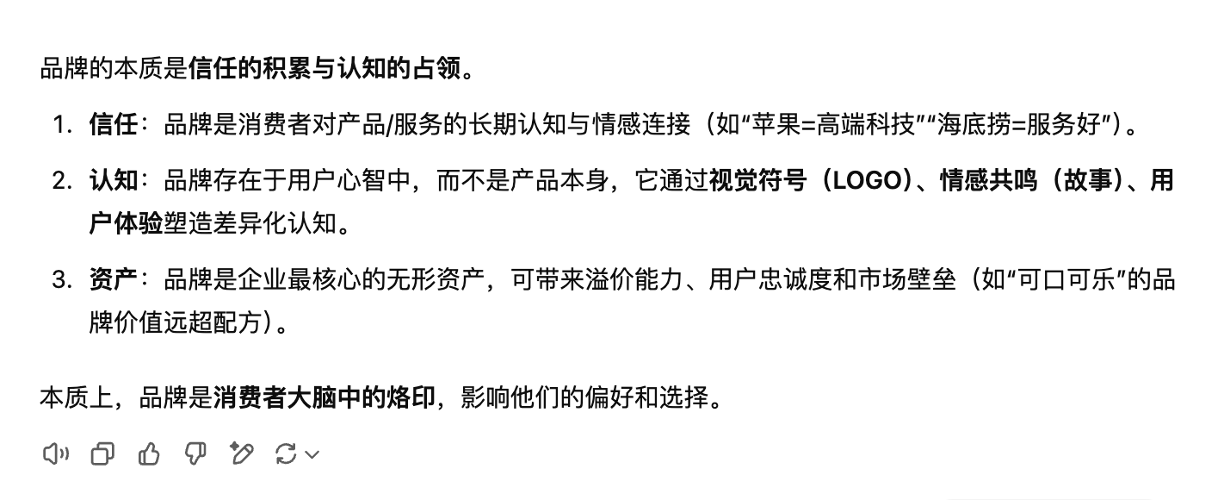 品牌的本质是信任的积累与认知的占领。
1. 信任：品牌是消费者对产品/服务的长期认知与情感连接（如“苹果=高端科技”“海底捞=服务好”）。
2. 认知：品牌存在于用户心智中，而不是产品本身，它通过视觉符号（LOGO）、情感共鸣（故事）、用
户体验塑造差异化认知。
3. 资产：品牌是企业最核心的无形资产，可带来溢价能力、用户忠诚度和市场壁垒（如“可口可乐”的品
牌价值远超配方）。
本质上，品牌是消费者大脑中的烙印，影响他们的偏好和选择。